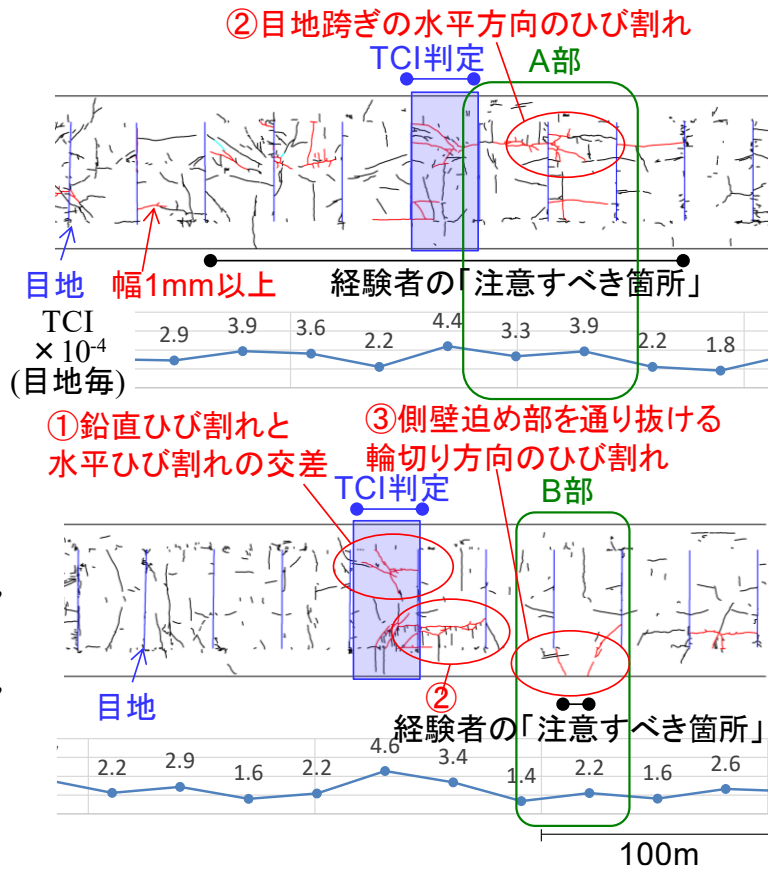 ②目地跨ぎの水平方向のひび割れ
TCI判定
A部
目地
幅1mm以上
経験者の「注意すべき箇所」
TCI
×10-4
(目地毎)
2.9
3.9
3.6
2.2
4.4
3.3
3.9
2.2
1.8
①鉛直ひび割れと
水平ひび割れの交差
③側壁迫め部を通り抜ける
輪切り方向のひび割れ
TCI判定
B部
目地
②
経験者の「注意すべき箇所」
2.2
2.9
1.6
2.2
4.6
3.4
1.4
2.2
1.6
2.6
100m